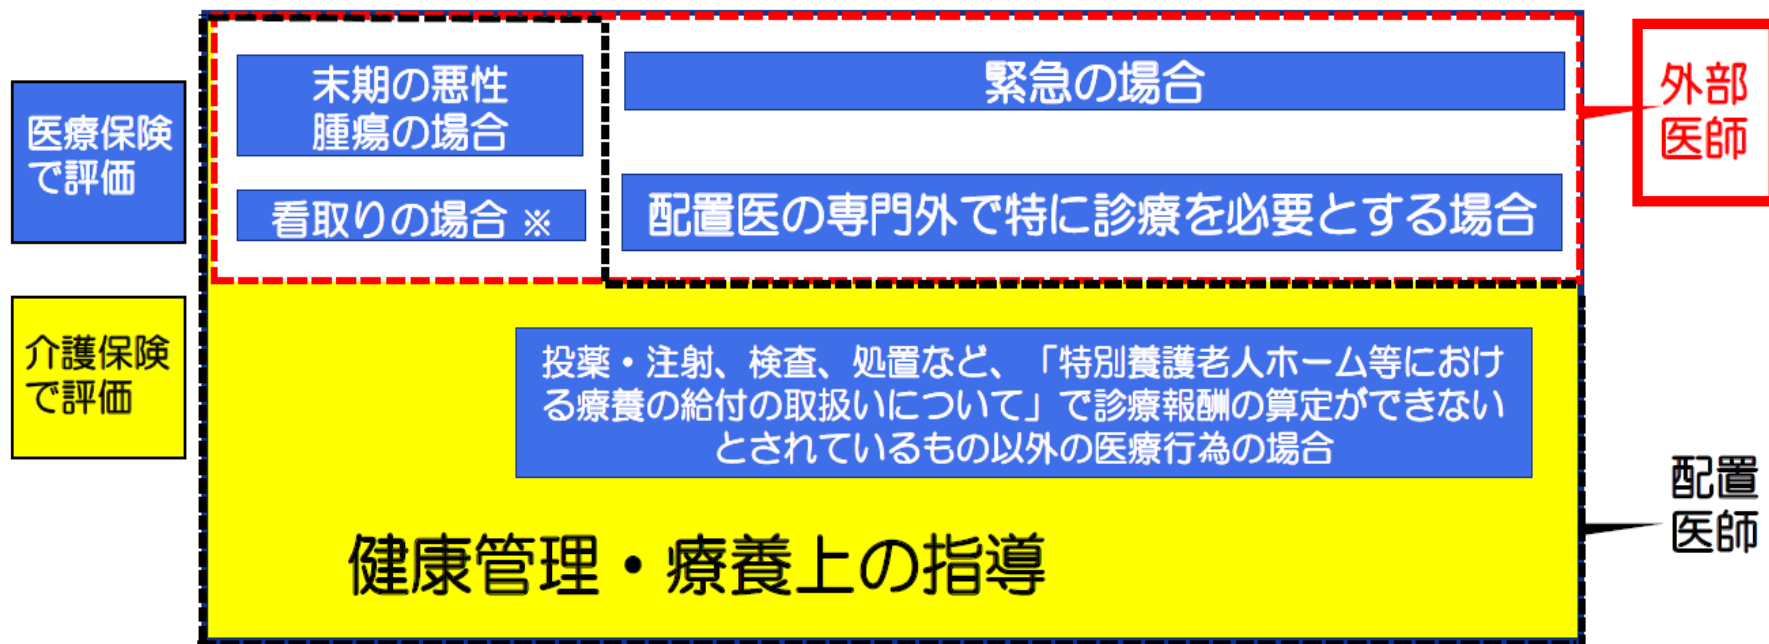 医療保険
で評価
介護保険
で評価
末期の悪性
腫瘍の場合
看取りの場合 ※
緊急の場合
配置医の専門外で特に診療を必要とする場合
投薬・注射、検査、処置など、「特別養護老人ホーム等におけ
る療養の給付の取扱いについて」で診療報酬の算定ができない
とされているもの以外の医療行為の場合
健康管理・療養上の指導
外部
医師
配置
医師